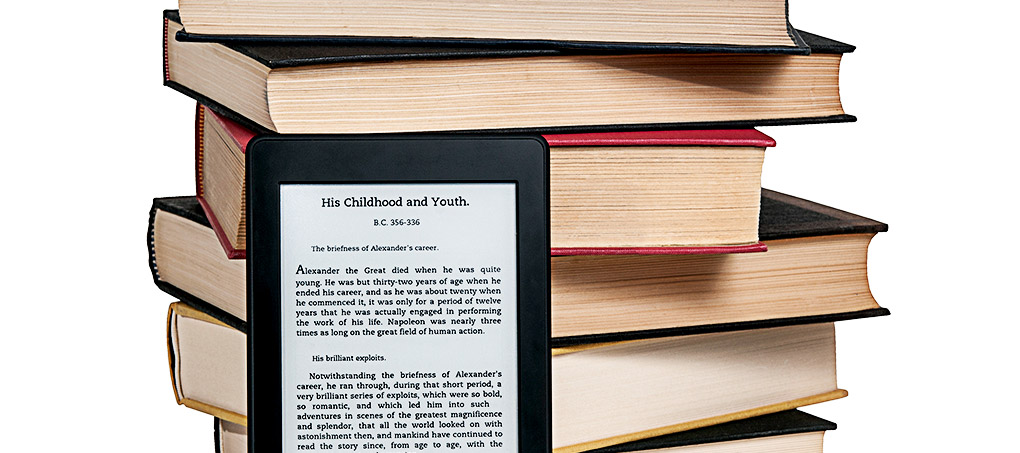 His Childhood and Youth.
B.C. 356-336
The briefness of Alexander's career.
Alexander the Great died when he was quite
young. He was but thirty-two years of age when he
ended his career, and as he was about twenty when
he commenced it, it was only for a period of twelve
years that he was actually engaged in performing
the work of his life. Napoleon was nearly three
times as long on the great field of human action.
His brilliant exploits.
Notwithstanding the briefness of Alexander's
career, he ran through, during that short period, a
very brilliant series of exploits, which were so bold,
so romantic, and which led him into such
adventures in scenes of the greatest magnificence
and splendor, that all the world looked on with
astonishment then, and mankind have continued to
read the story since, from age to age, with the